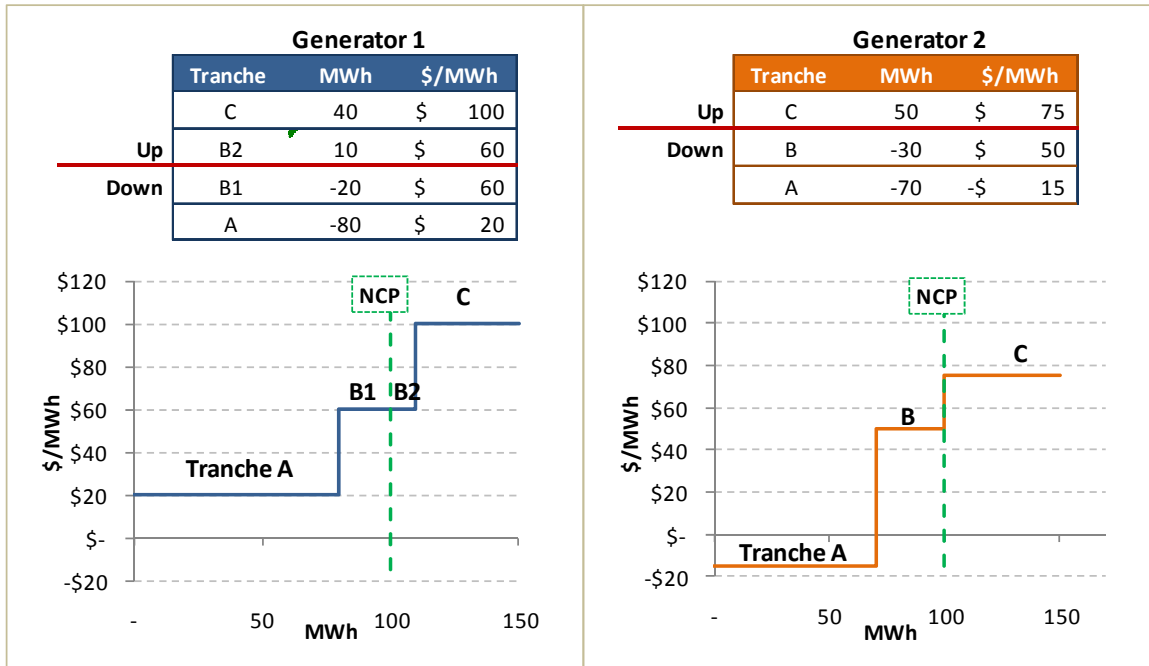 Generator 1
Tranche MWh $/MWh
C 40 $ 100
Up B2 10 $ 60
Down B1 -20 $ 60
A -80 $ 20
$120
$100
$80
$60
$40
$20
$-
-$20
$/MWh
NCP
C
B1 B2
Tranche A
- 50 100 150
MWh
Generator 2
Tranche MWh $/MWh
Up C 50 $ 75
Down B -30 $ 50
A -70 -$ 15
$120
$100
$80
$60
$40
$20
$-
-$20
$/MWh
NCP
C
B
Tranche A
- 50 100 150
MWh